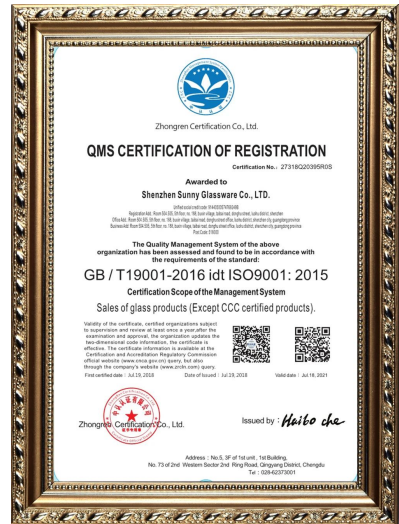 Zhongren Certification Co., Ltd.
QMS CERTIFICATION OF REGISTRATION
Certification No.: 27318Q20395R0S
Awarded to
Shenzhen Sunny Glassware Co., LTD.
The Quality Management System of the above
organization has been assessed and found to be in accordance with
the requirements of the standard:
GB / T19001-2016 idt ISO9001: 2015
Certification Scope of the Management System
Sales of glass products (Except CCC certified products).
Validity of the certificate, certified organizations subject
to supervision and review at least once a year,after the
examination and approval, the organization updates the
two-dimensional code information, the certificate is
effective. The certificate information is available at the
Certification and Accreditation Regulatory Commission
official website (www.cnca.gov.cn) query, but also
through the company's website (www.zrcln.com) query.
First certified date : Jul.19, 2018
Date of Issued : Jul.19, 2018
Valid date : Jul.19, 2021
Zhongren Certification Co., Ltd.
Issued by : Haibo che
Address : No.5, 3F of 1st unit , 1st Building,
No. 73 of 2nd Western Sector 2nd Ring Road, Qingyang District, Chengdu
Tel : 028-62373001